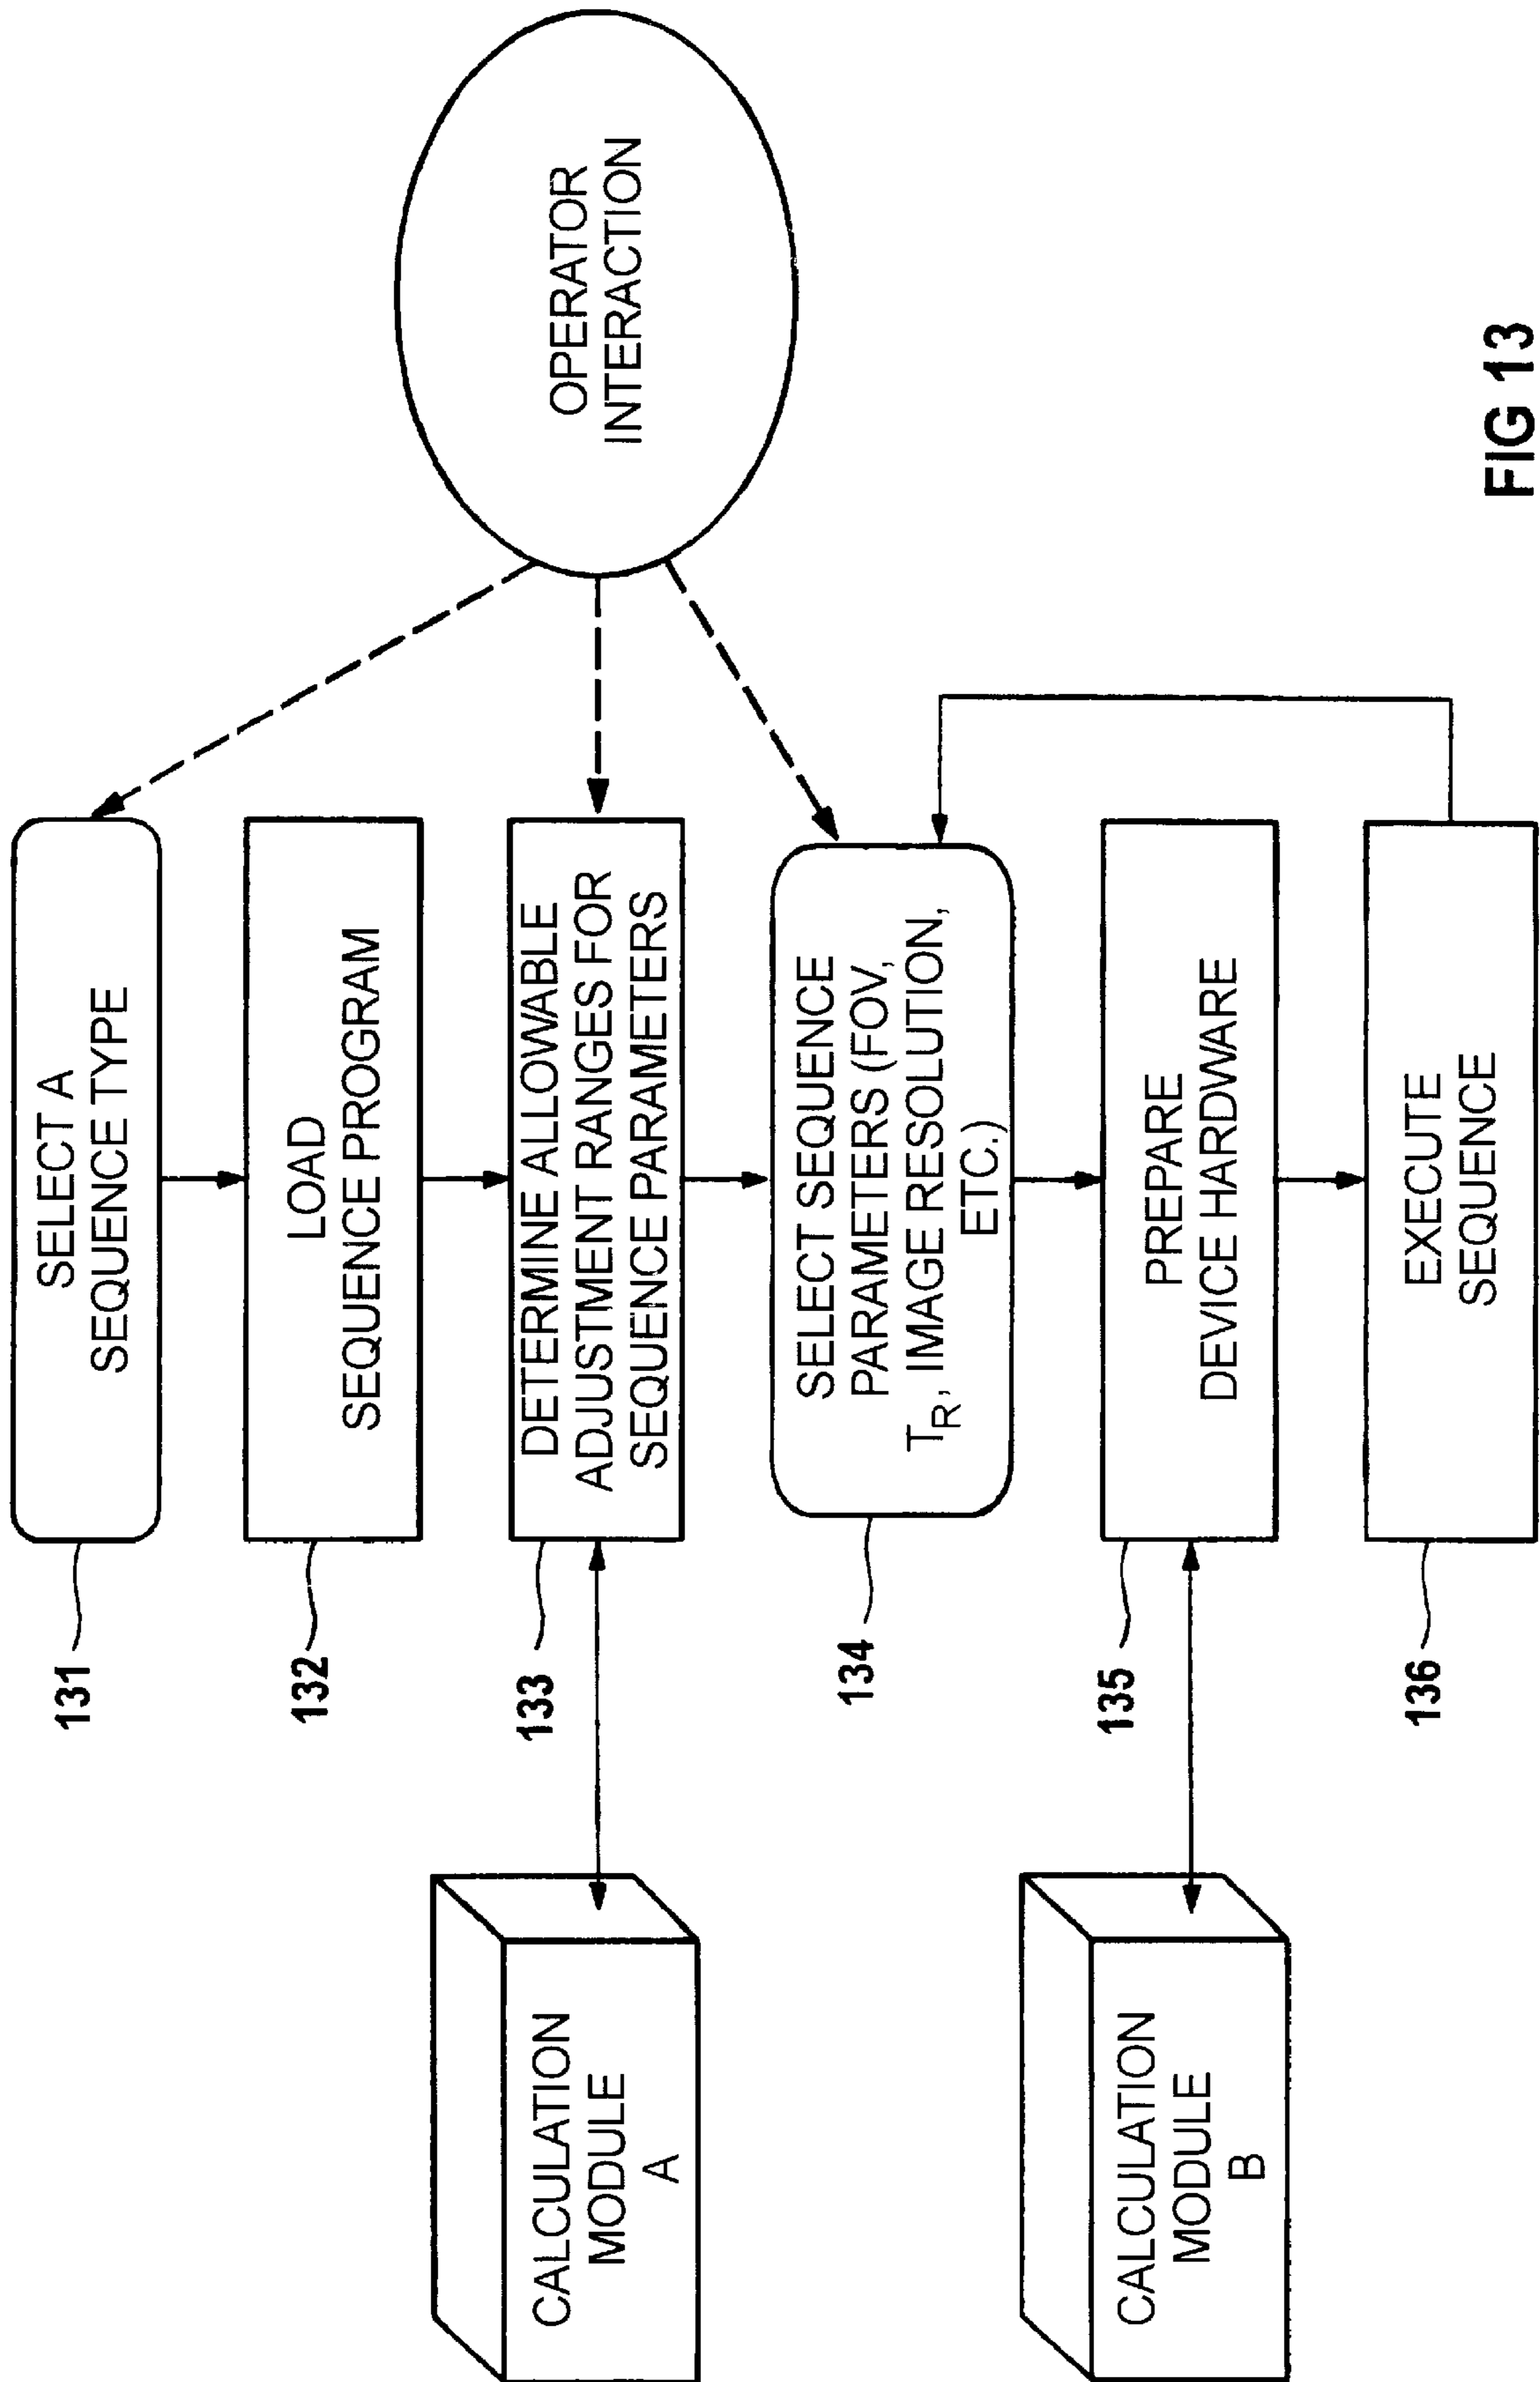 SELECT A
SEQUENCE TYPE
131
LOAD
SEQUENCE PROGRAM
132
DETERMINE ALLOWABLE
ADJUSTMENT RANGES FOR
SEQUENCE PARAMETERS
133
OPERATOR
INTERACTION
CALCULATION
MODULE
A
SELECT SEQUENCE
PARAMETERS (FOV,
TR, IMAGE RESOLUTION,
ETC.)
134
PREPARE
DEVICE HARDWARE
135
CALCULATION
MODULE
B
EXECUTE
SEQUENCE
136
FIG 13